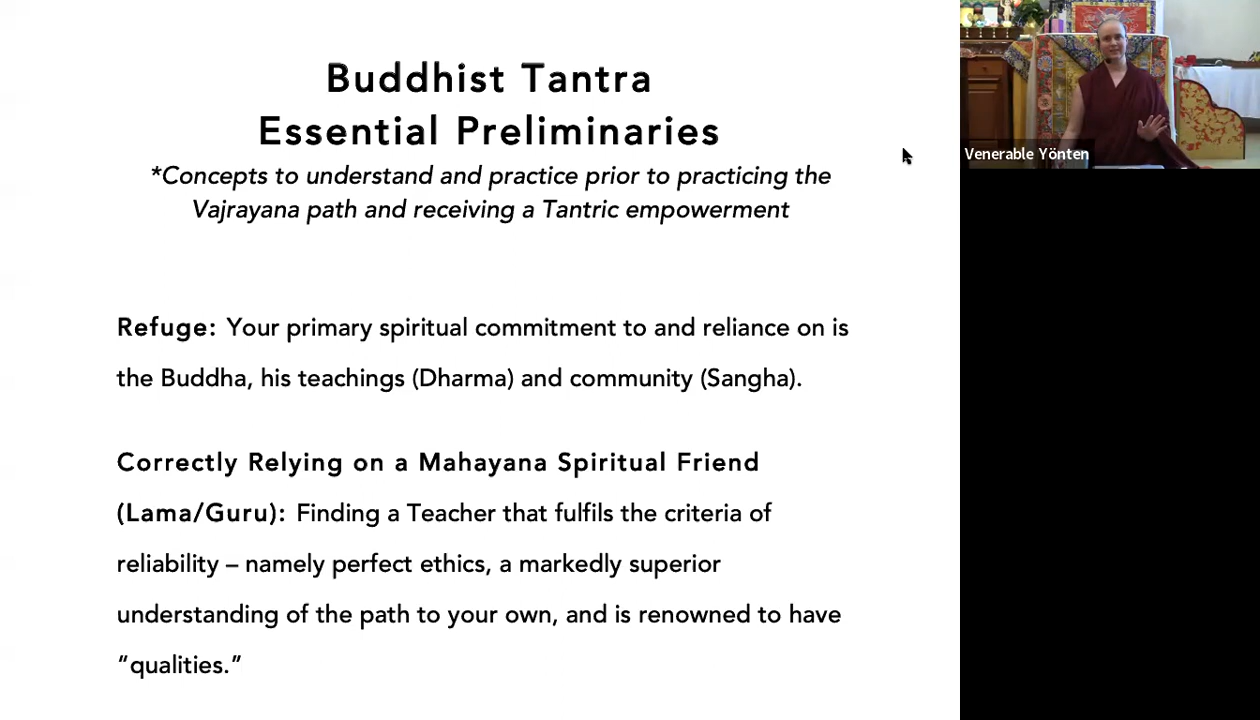 Buddhist Tantra
Essential Preliminaries
*Concepts to understand and practice prior to practicing the
Vajrayana path and receiving a Tantric empowerment
Refuge: Your primary spiritual commitment to and reliance on is
the Buddha, his teachings (Dharma) and community (Sangha).
Correctly Relying on a Mahayana Spiritual Friend
(Lama/Guru): Finding a Teacher that fulfils the criteria of
reliability – namely perfect ethics, a markedly superior
understanding of the path to your own, and is renowned to have
“qualities.”
Venerable Yönten